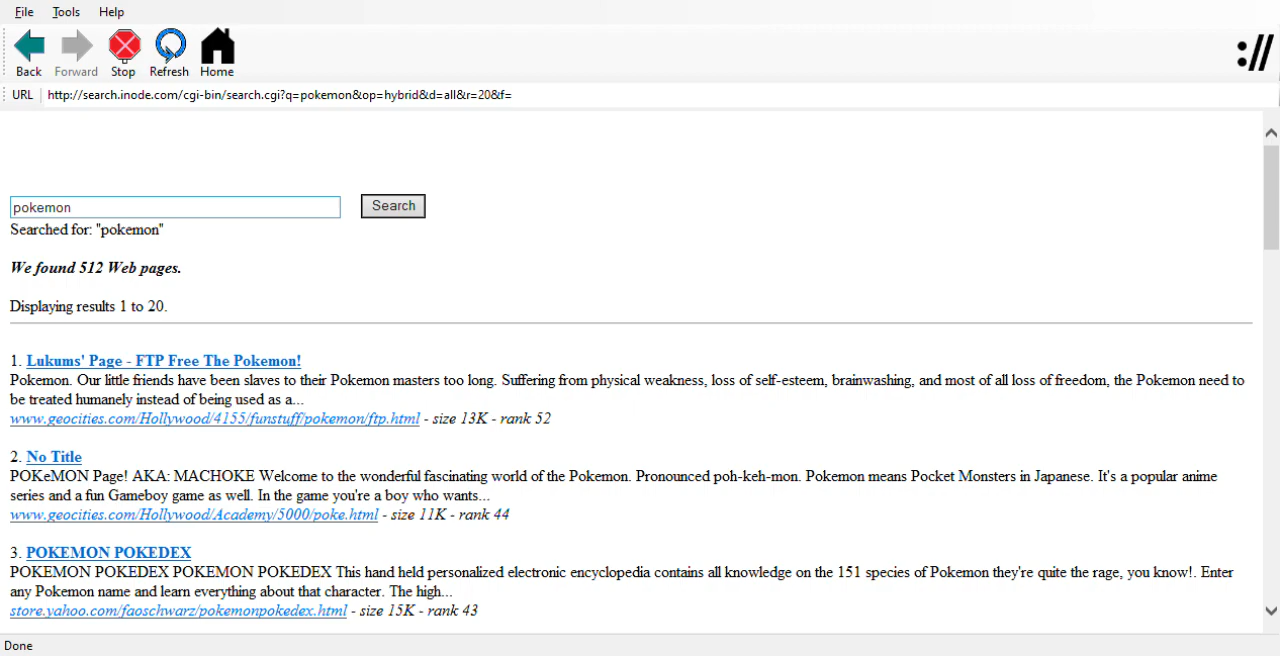 File Tools Help
://
Back Forward Stop Refresh Home
URL http://search.inode.com/cgi-bin/search.cgi?q=pokemon&op=hybrid&d=all&r=20&f=
pokemon Search
Searched for: "pokemon"
We found 512 Web pages.
Displaying results 1 to 20.
1. Lukums' Page - FTP Free The Pokemon!
Pokemon. Our little friends have been slaves to their Pokemon masters too long. Suffering from physical weakness, loss of self-esteem, brainwashing, and most of all loss of freedom, the Pokemon need to
be treated humanely instead of being used as a...
www.geocities.com/Hollywood/4155/funstuff/pokemon/ftp.html - size 13K - rank 52
2. No Title
POKeMON Page! AKA: MACHOKE Welcome to the wonderful fascinating world of the Pokemon. Pronounced poh-keh-mon. Pokemon means Pocket Monsters in Japanese. It's a popular anime
series and a fun Gameboy game as well. In the game you're a boy who wants...
www.geocities.com/Hollywood/Academy/5000/poke.html - size 11K - rank 44
3. POKEMON POKEDEX
POKEMON POKEDEX POKEMON POKEDEX This hand held personalized electronic encyclopedia contains all knowledge on the 151 species of Pokemon they're quite the rage, you know!. Enter
any Pokemon name and learn everything about that character. The high...
store.yahoo.com/faoschwarz/pokemonpokedex.html - size 15K - rank 43
Done